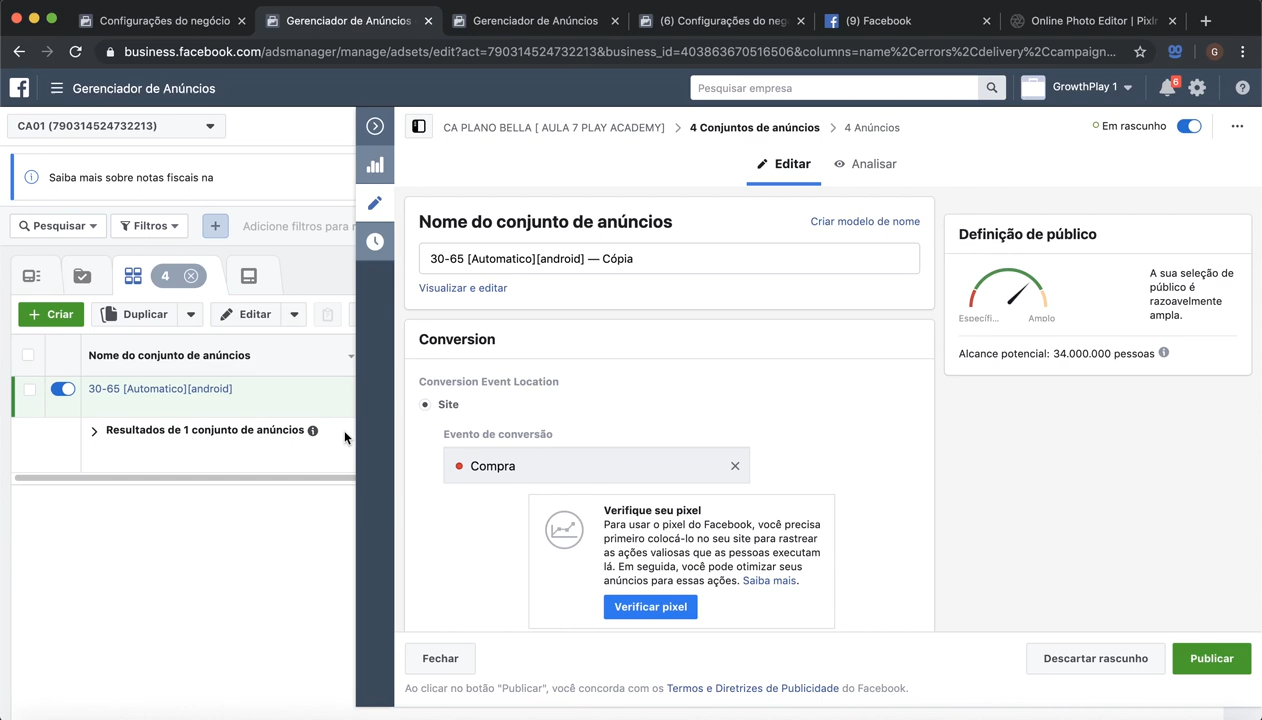 Configurações do negócio
Gerenciador de Anúncios
Gerenciador de Anúncios
(6) Configurações do neg
(9) Facebook
Online Photo Editor | Pixlr
business.facebook.com/adsmanager/manage/adsets/edit?act=790314524732213&business_id=403863670516506&columns=name%2Cerrors%2Cdelivery%2Ccampaign...
G
Gerenciador de Anúncios
Pesquisar empresa
GrowthPlay 1
6
CA01 (790314524732213)
CA PLANO BELLA [ AULA 7 PLAY ACADEMY]
4 Conjuntos de anúncios
4 Anúncios
Em rascunho
Editar
Analisar
Saiba mais sobre notas fiscais na
Pesquisar
Filtros
Adicione filtros para r
4
Criar
Duplicar
Editar
Nome do conjunto de anúncios
30-65 [Automatico][android]
Resultados de 1 conjunto de anúncios
Nome do conjunto de anúncios
Criar modelo de nome
30-65 [Automatico][android] — Cópia
Visualizar e editar
Conversion
Conversion Event Location
Site
Evento de conversão
Compra
Verifique seu pixel
Para usar o pixel do Facebook, você precisa
primeiro colocá-lo no seu site para rastrear
as ações valiosas que as pessoas executam
lá. Em seguida, você pode otimizar seus
anúncios para essas ações. Saiba mais.
Verificar pixel
Definição de público
Específi...
Amplo
A sua seleção de
público é
razoavelmente
ampla.
Alcance potencial: 34.000.000 pessoas
Fechar
Descartar rascunho
Publicar
Ao clicar no botão "Publicar", você concorda com os Termos e Diretrizes de Publicidade do Facebook.